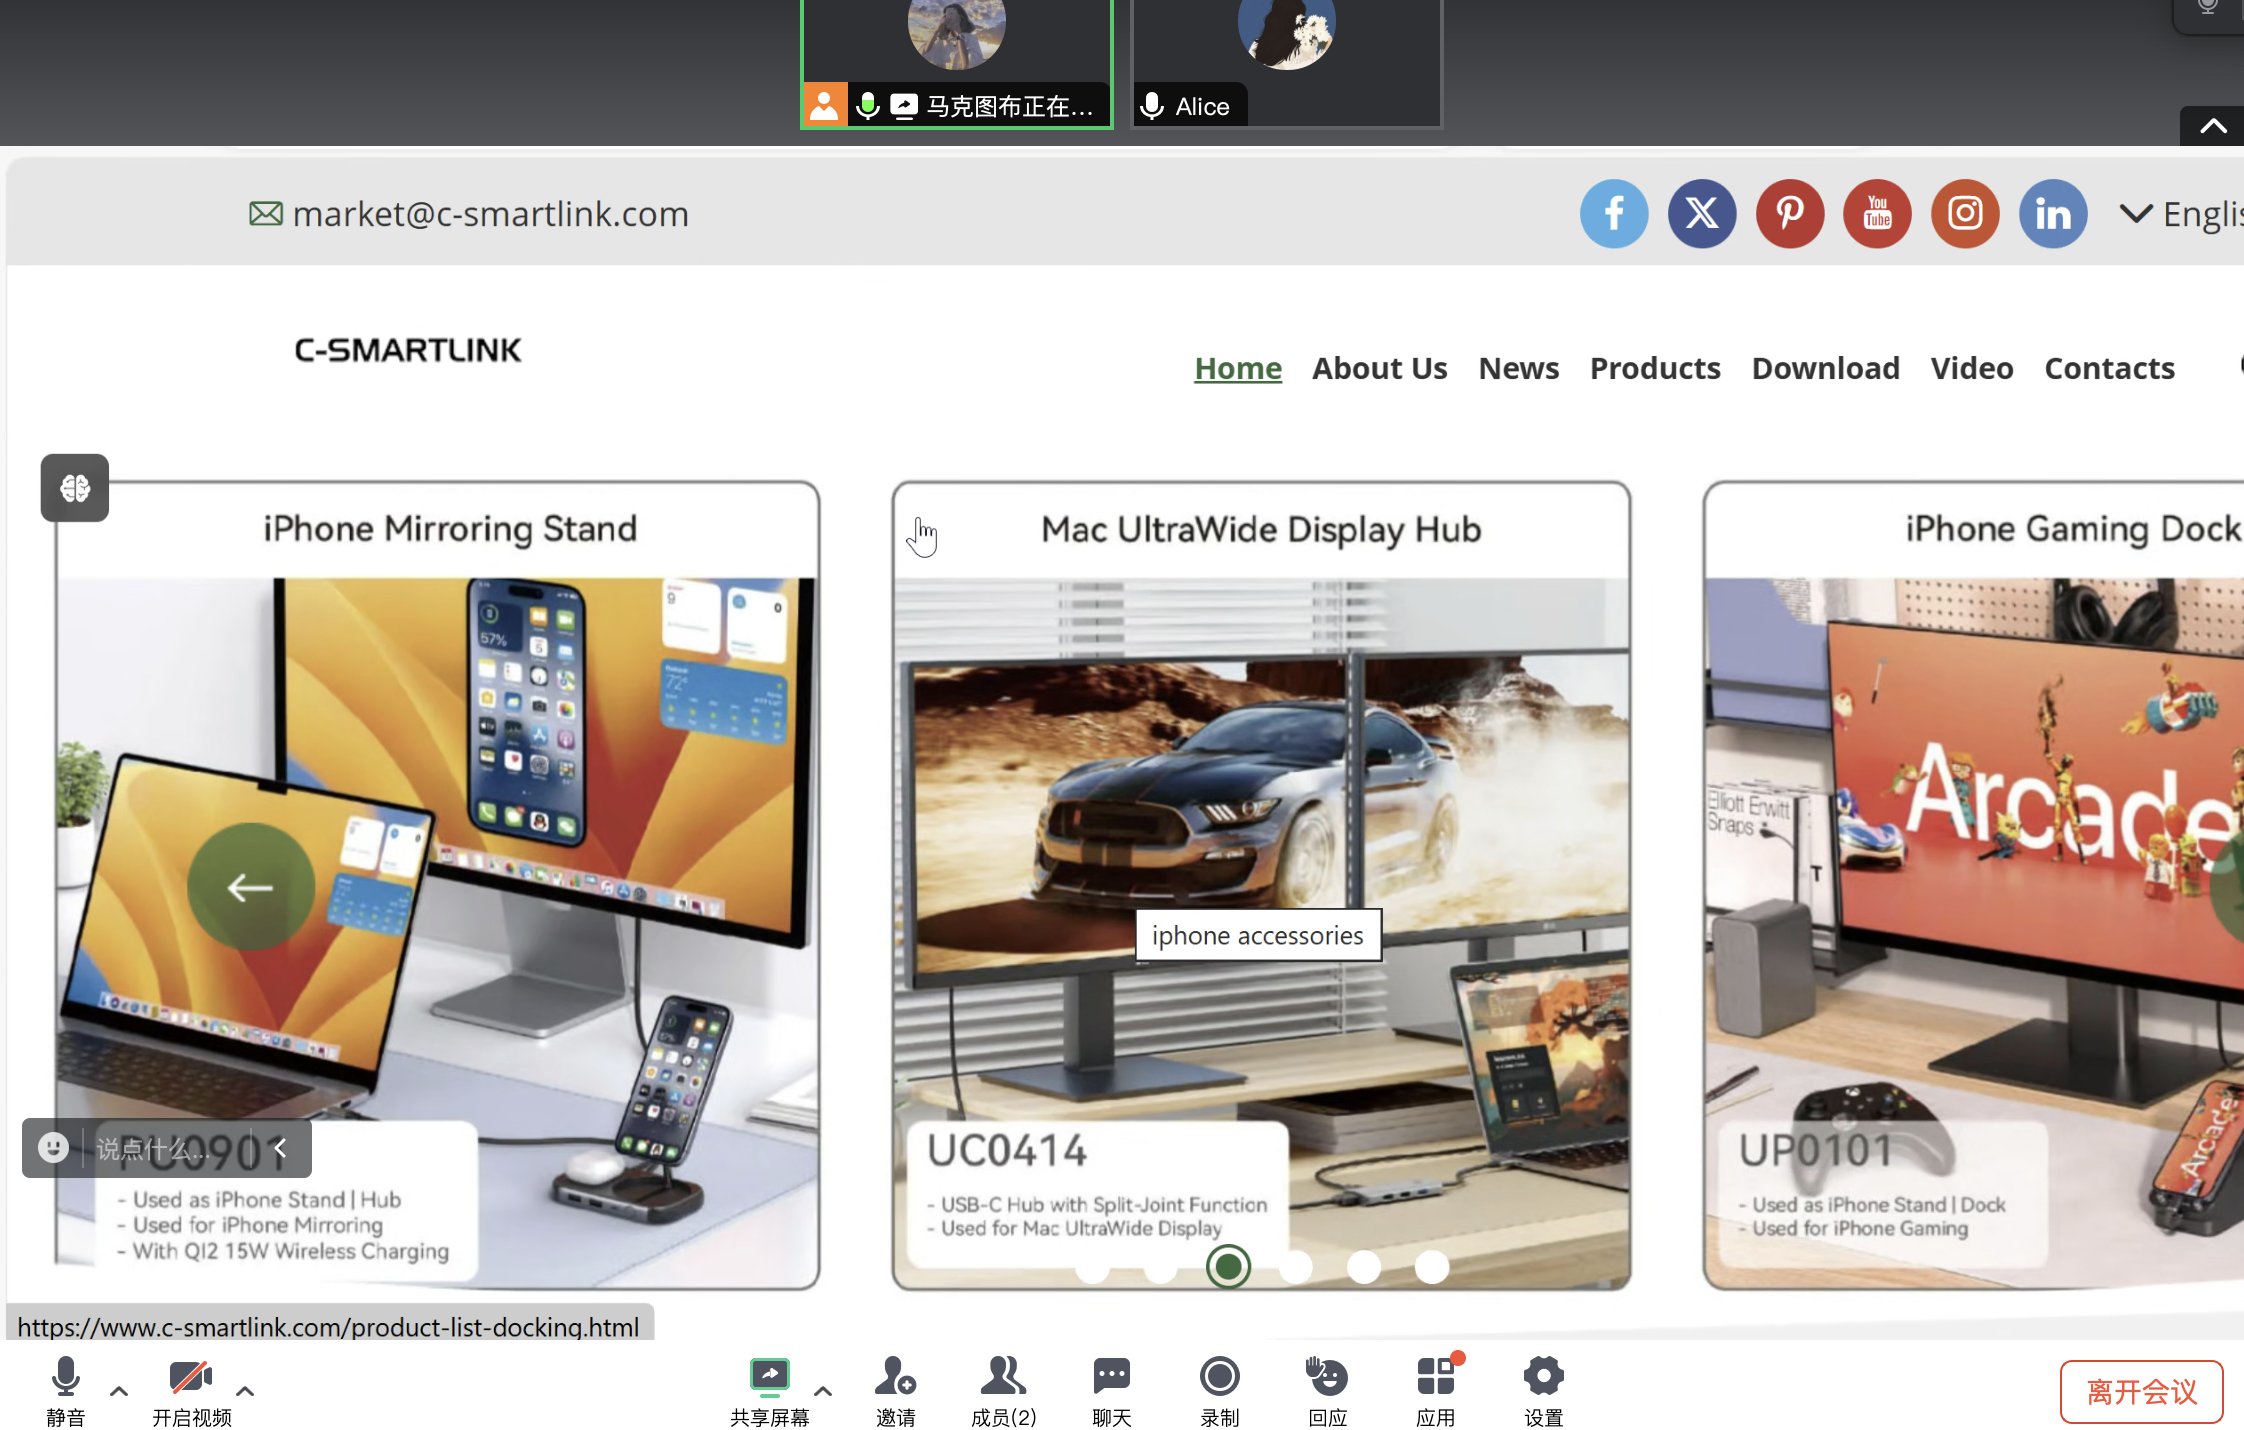 马克图布正在...
Alice
market@c-smartlink.com
C-SMARTLINK
Home
About Us
News
Products
Download
Video
Contacts
iPhone Mirroring Stand
Mac UltraWide Display Hub
iPhone Gaming Dock
57%
9
0
72°
Arcade
Elliott Erwitt
Snaps
T
iphone accessories
说点什么...
- Used as iPhone Stand | Hub
- Used for iPhone Mirroring
- With QI2 15W Wireless Charging
UC0414
- USB-C Hub with Split-Joint Function
- Used for Mac UltraWide Display
UP0101
- Used as iPhone Stand | Dock
- Used for iPhone Gaming
Arcade
https://www.c-smartlink.com/product-list-docking.html
静音
开启视频
共享屏幕
邀请
成员(2)
聊天
录制
回应
应用
设置
离开会议